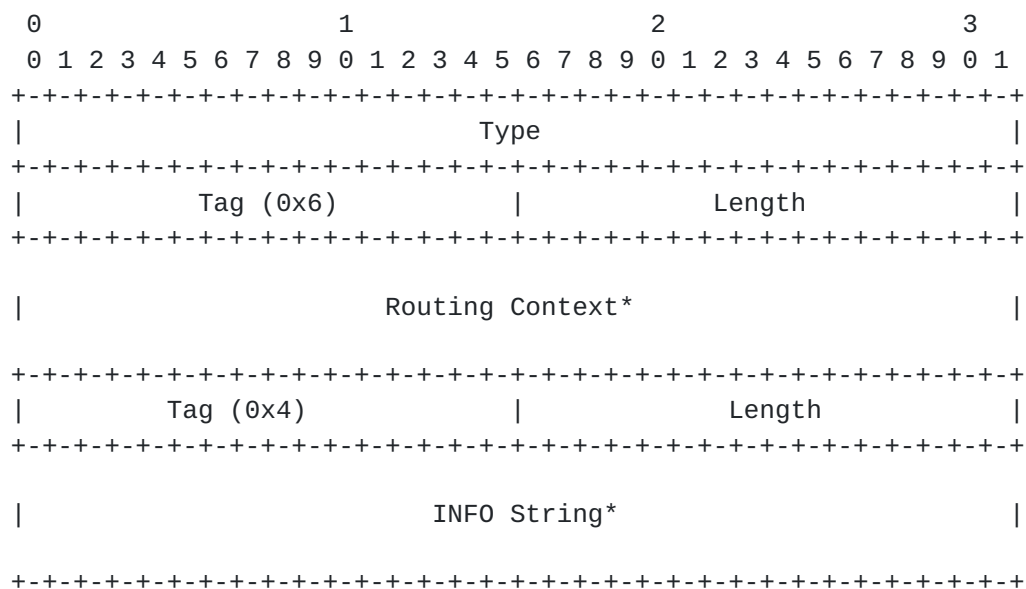 0                   1                   2                   3
 0 1 2 3 4 5 6 7 8 9 0 1 2 3 4 5 6 7 8 9 0 1 2 3 4 5 6 7 8 9 0 1
+-+-+-+-+-+-+-+-+-+-+-+-+-+-+-+-+-+-+-+-+-+-+-+-+-+-+-+-+-+-+-+-+
|                             Type                              |
+-+-+-+-+-+-+-+-+-+-+-+-+-+-+-+-+-+-+-+-+-+-+-+-+-+-+-+-+-+-+-+-+
|           Tag (0x6)           |            Length             |
+-+-+-+-+-+-+-+-+-+-+-+-+-+-+-+-+-+-+-+-+-+-+-+-+-+-+-+-+-+-+-+-+
|                       Routing Context*                        |
+-+-+-+-+-+-+-+-+-+-+-+-+-+-+-+-+-+-+-+-+-+-+-+-+-+-+-+-+-+-+-+-+
|         Tag (0x4)             |             Length            |
+-+-+-+-+-+-+-+-+-+-+-+-+-+-+-+-+-+-+-+-+-+-+-+-+-+-+-+-+-+-+-+-+
|                          INFO String*                         |
+-+-+-+-+-+-+-+-+-+-+-+-+-+-+-+-+-+-+-+-+-+-+-+-+-+-+-+-+-+-+-+-+